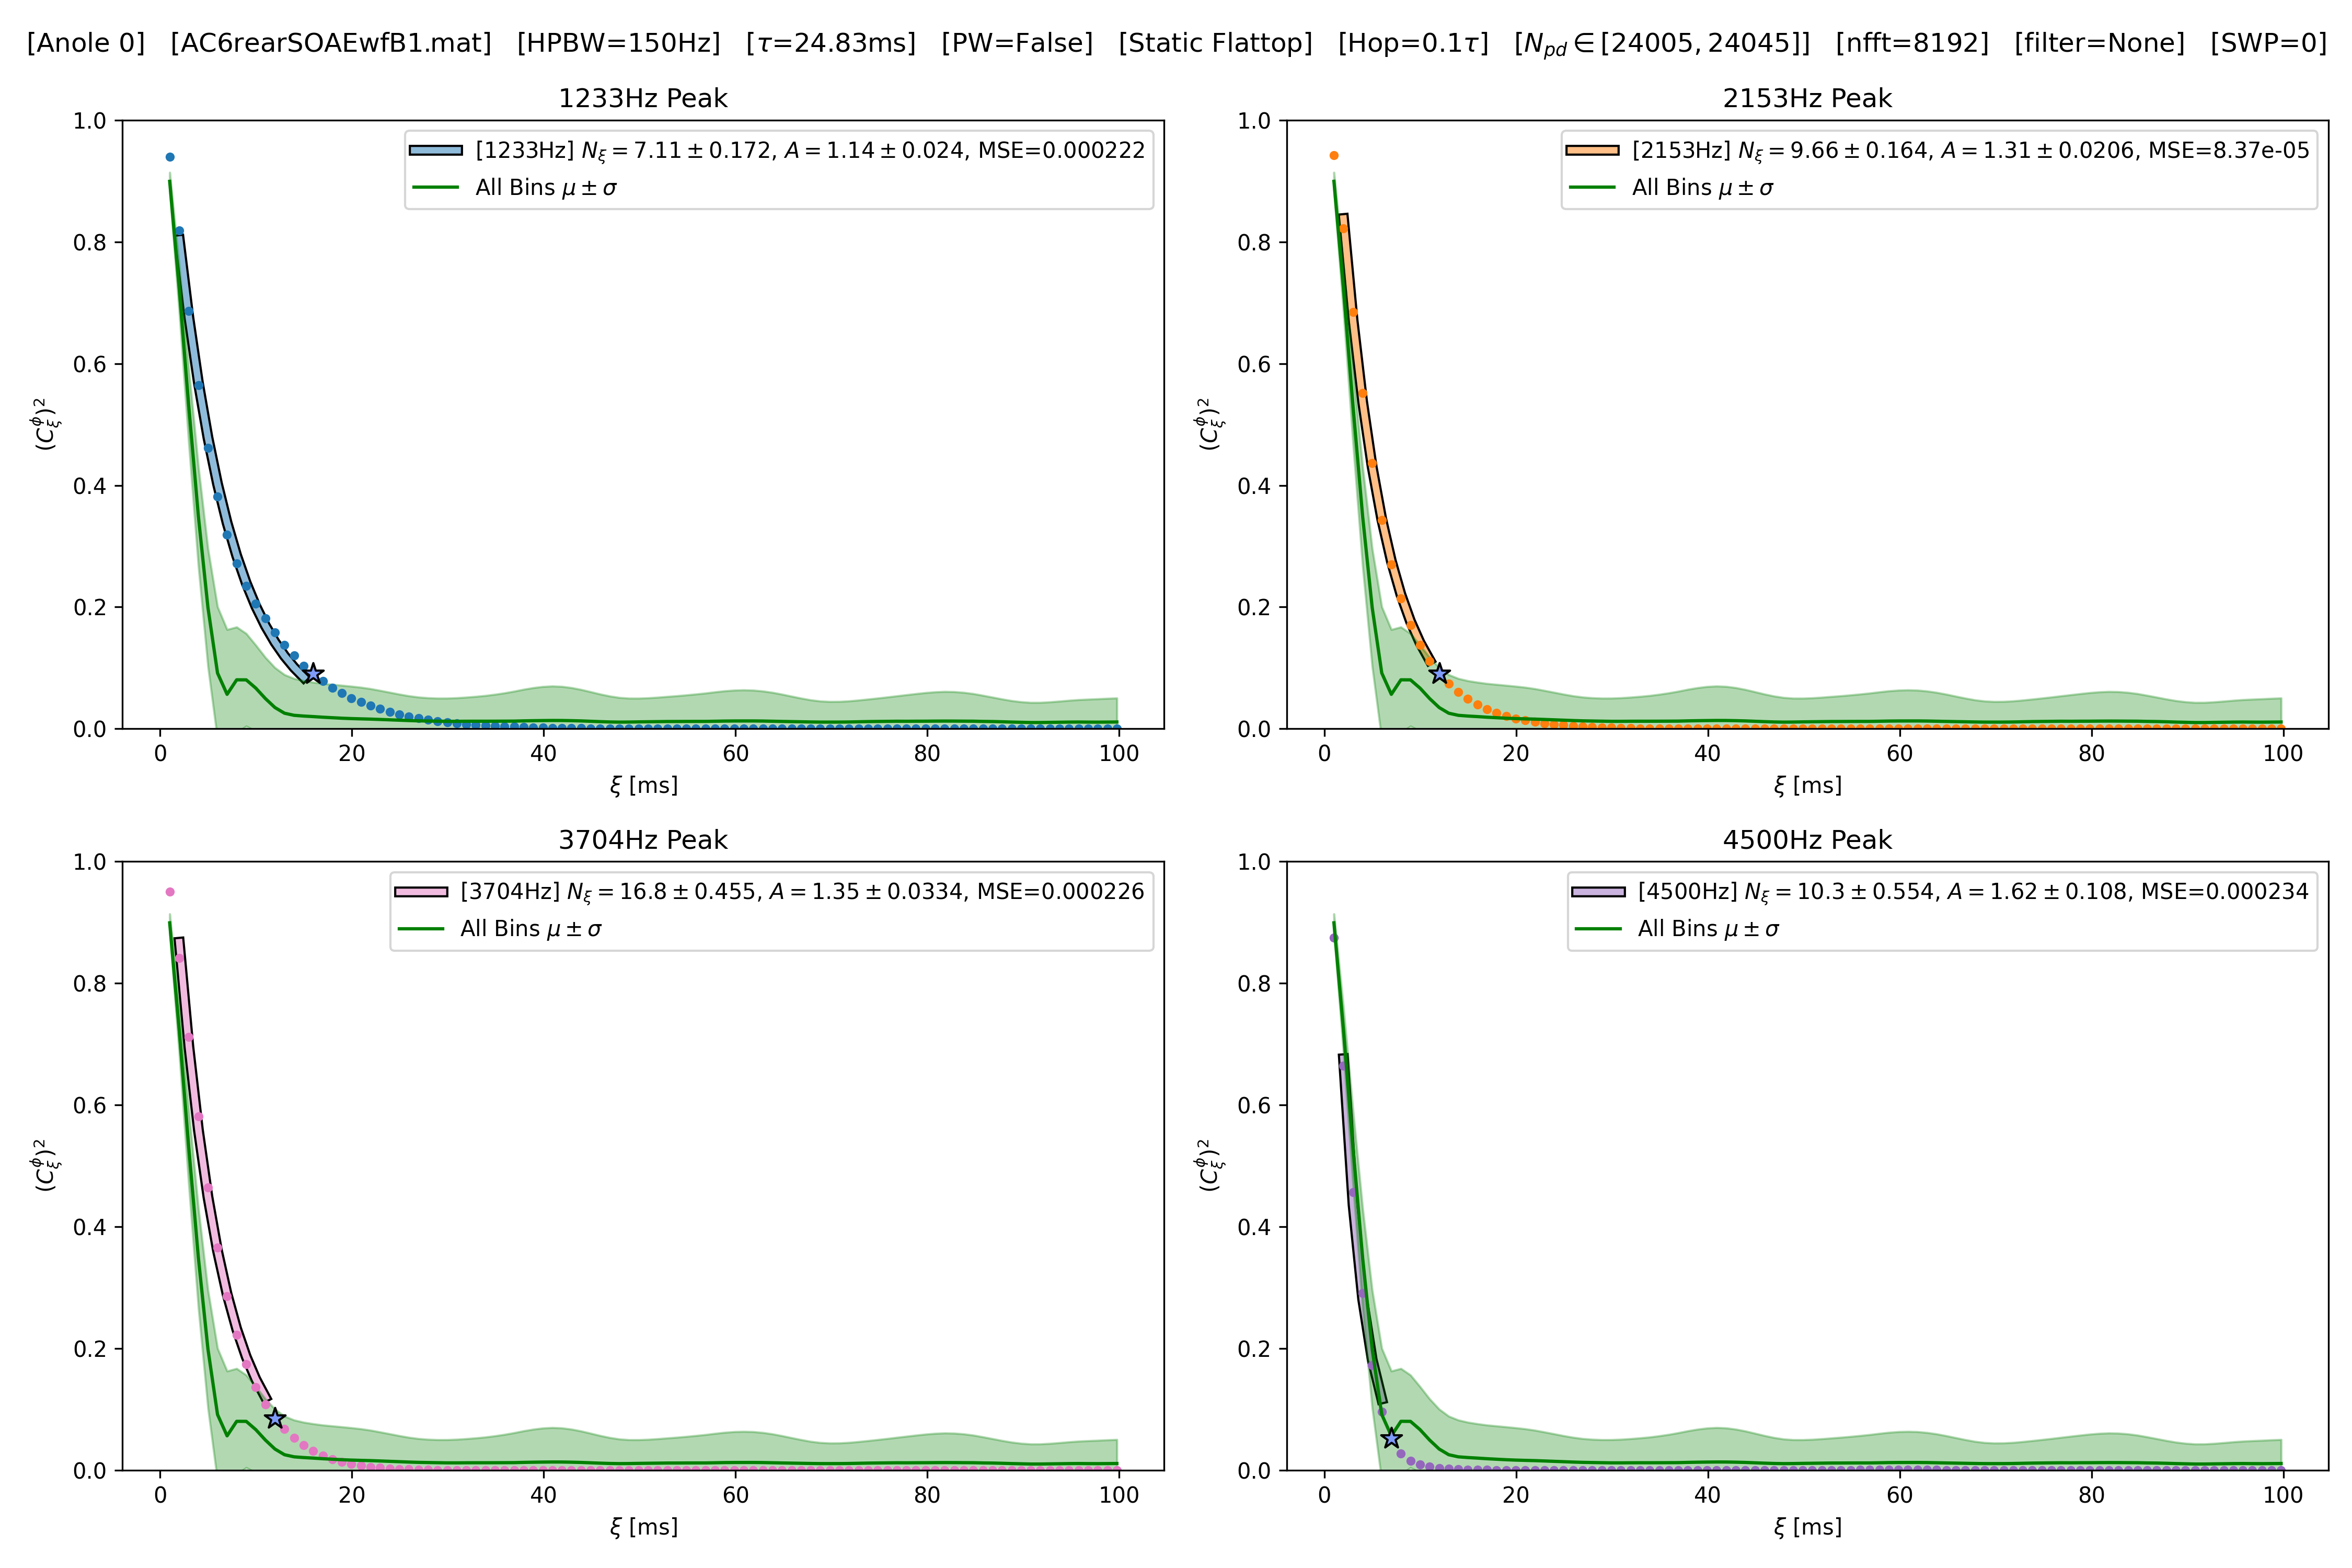 [Anole 0] [AC6rearSOAEwfB1.mat] [HPBW=150Hz] [τ=24.83ms] [PW=False] [Static Flattop] [Hop=0.1τ] [N_pd ∈ [24005, 24045]] [nfft=8192] [filter=None] [SWP=0]
1233Hz Peak
[1233Hz] N_ξ = 7.11 ± 0.172, A = 1.14 ± 0.024, MSE=0.000222
All Bins μ ± σ
1.0
0.8
0.6
0.4
0.2
0.0
(C_ξ^ϕ)²
0 20 40 60 80 100
ξ [ms]
2153Hz Peak
[2153Hz] N_ξ = 9.66 ± 0.164, A = 1.31 ± 0.0206, MSE=8.37e-05
All Bins μ ± σ
1.0
0.8
0.6
0.4
0.2
0.0
(C_ξ^ϕ)²
0 20 40 60 80 100
ξ [ms]
3704Hz Peak
[3704Hz] N_ξ = 16.8 ± 0.455, A = 1.35 ± 0.0334, MSE=0.000226
All Bins μ ± σ
1.0
0.8
0.6
0.4
0.2
0.0
(C_ξ^ϕ)²
0 20 40 60 80 100
ξ [ms]
4500Hz Peak
[4500Hz] N_ξ = 10.3 ± 0.554, A = 1.62 ± 0.108, MSE=0.000234
All Bins μ ± σ
1.0
0.8
0.6
0.4
0.2
0.0
(C_ξ^ϕ)²
0 20 40 60 80 100
ξ [ms]